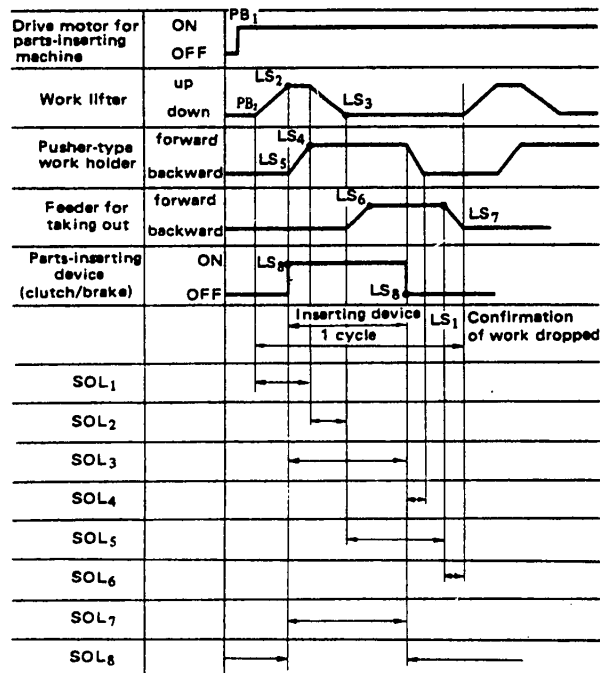 Drive motor for parts-inserting machine
ON
OFF
PB1
Work lifter
up
down
PB2
LS2
LS3
Pusher-type work holder
forward
backward
LS5
LS4
Feeder for taking out
forward
backward
LS6
LS7
Parts-inserting device (clutch/brake)
ON
OFF
LS8
LS8
LS1
Inserting device
1 cycle
Confirmation of work dropped
SOL1
SOL2
SOL3
SOL4
SOL5
SOL6
SOL7
SOL8